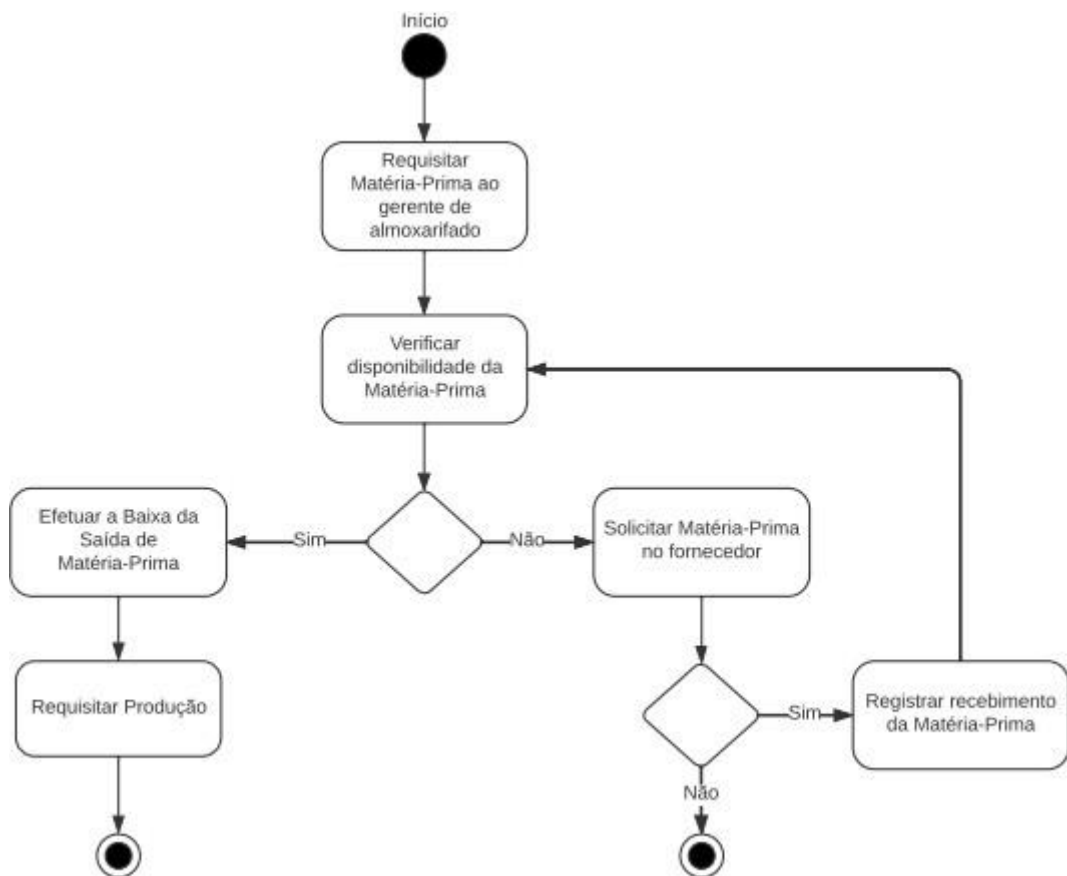 Início
Requisitar
Matéria-Prima ao
gerente de
almoxarifado
Verificar
disponibilidade da
Matéria-Prima
Efetuar a Baixa da
Saída de
Matéria-Prima
Sim
Não
Solicitar Matéria-Prima
no fornecedor
Requisitar Produção
Sim
Registrar recebimento
da Matéria-Prima
Não